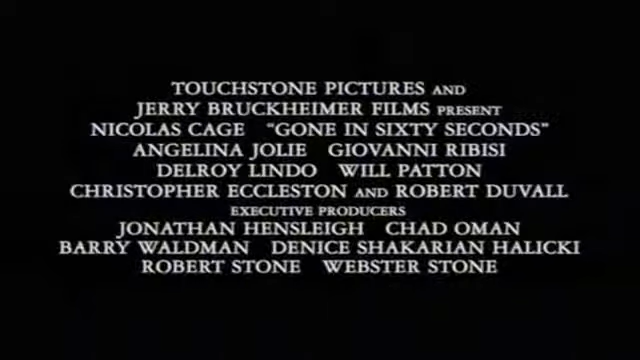 TOUCHSTONE PICTURES AND
JERRY BRUCKHEIMER FILMS PRESENT
NICOLAS CAGE "GONE IN SIXTY SECONDS"
ANGELINA JOLIE GIOVANNI RIBISI
DELROY LINDO WILL PATTON
CHRISTOPHER ECCLESTON AND ROBERT DUVALL
EXECUTIVE PRODUCERS
JONATHAN HENSLEIGH CHAD OMAN
BARRY WALDMAN DENICE SHAKARIAN HALICKI
ROBERT STONE WEBSTER STONE